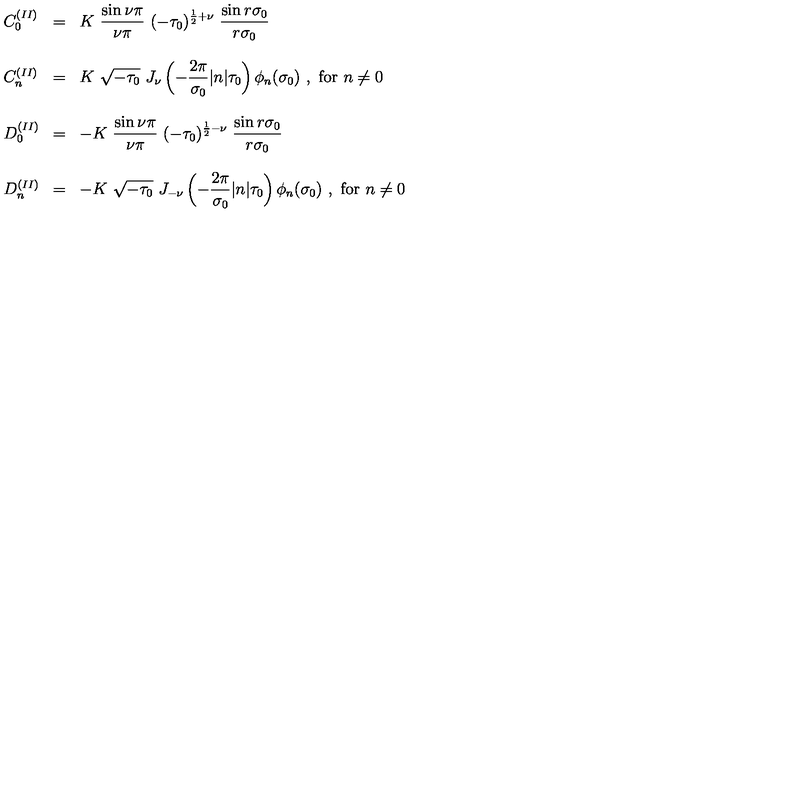 $C_0^{(II)} = K \ \frac{\sin \nu\pi}{\nu\pi} \ (-\tau_0)^{\frac{1}{2}+\nu} \ \frac{\sin r\sigma_0}{r\sigma_0}$
$C_n^{(II)} = K \ \sqrt{-\tau_0} \ J_\nu \left( -\frac{2\pi}{\sigma_0} |n| \tau_0 \right) \phi_n(\sigma_0) \ , \text{ for } n \neq 0$
$D_0^{(II)} = -K \ \frac{\sin \nu\pi}{\nu\pi} \ (-\tau_0)^{\frac{1}{2}-\nu} \ \frac{\sin r\sigma_0}{r\sigma_0}$
$D_n^{(II)} = -K \ \sqrt{-\tau_0} \ J_{-\nu} \left( -\frac{2\pi}{\sigma_0} |n| \tau_0 \right) \phi_n(\sigma_0) \ , \text{ for } n \neq 0$